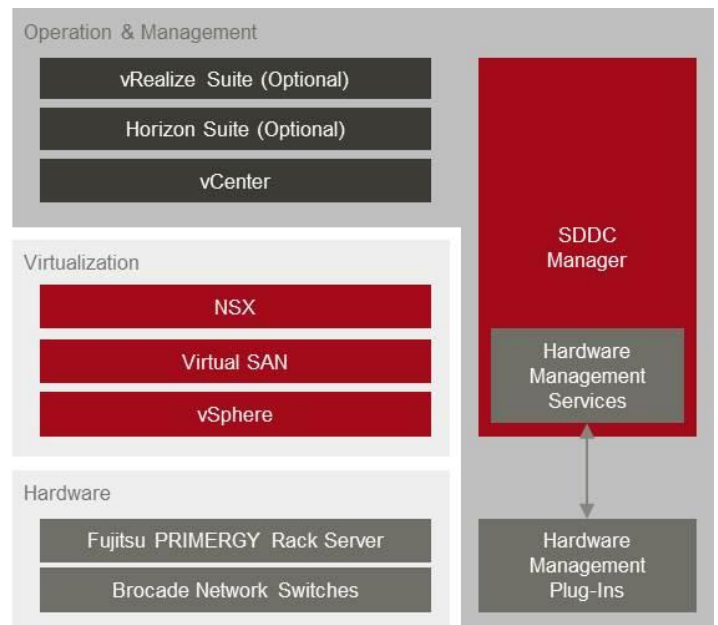 Operation & Management
vRealize Suite (Optional)
Horizon Suite (Optional)
vCenter
SDDC
Manager
Hardware
Management
Services
Virtualization
NSX
Virtual SAN
vSphere
Hardware
Fujitsu PRIMERGY Rack Server
Brocade Network Switches
Hardware
Management
Plug-Ins